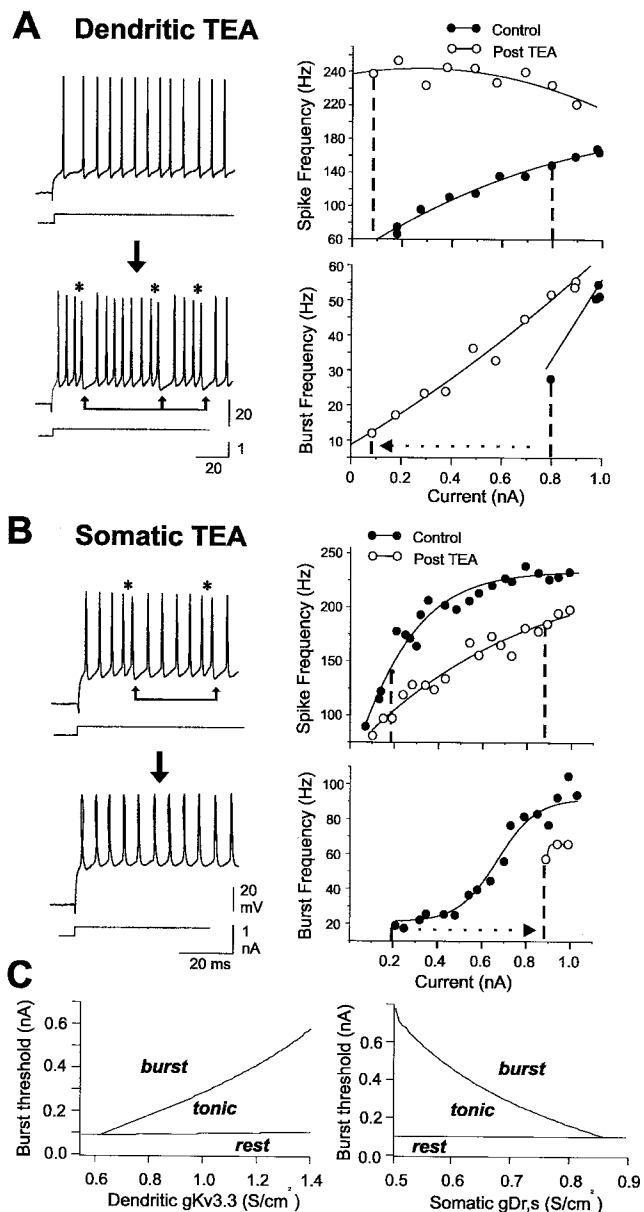 A Dendritic TEA
Control
Post TEA
Spike Frequency (Hz)
240
220
180
140
100
60
* * *
20
1
20
Burst Frequency (Hz)
60
50
40
30
20
10
0 0.2 0.4 0.6 0.8 1.0
Current (nA)
B Somatic TEA
Control
Post TEA
* *
Spike Frequency (Hz)
250
200
150
100
20
mV
1
nA
20 ms
Burst Frequency (Hz)
100
80
60
40
20
0.2 0.4 0.6 0.8 1.0
Current (nA)
C
Burst threshold (nA)
0.6
0.4
0.2
0.0
burst
tonic
rest
0.6 0.8 1.0 1.2 1.4
Dendritic gKv3.3 (S/cm²)
Burst threshold (nA)
0.6
0.4
0.2
0.0
burst
tonic
rest
0.5 0.6 0.7 0.8 0.9
Somatic gDr,s (S/cm²)